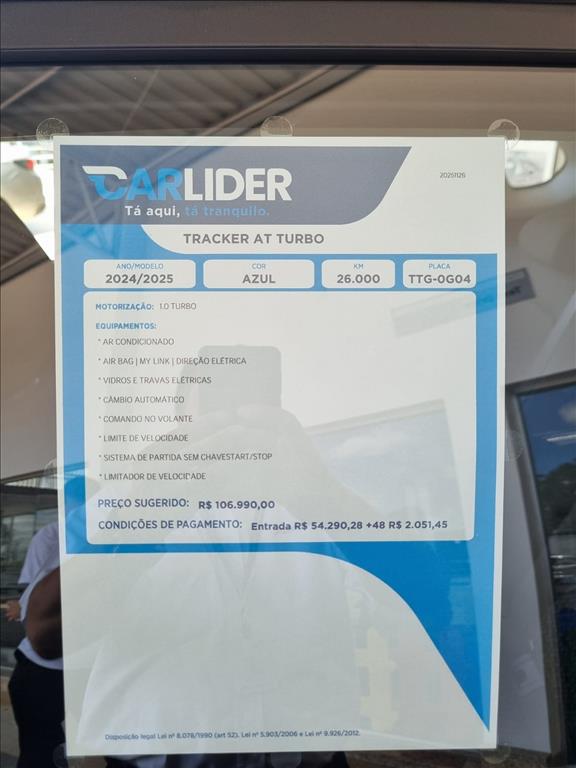 20251126
CARLIDER
Tá aqui, tá tranquilo.
TRACKER AT TURBO
ANO/MODELO COR KM PLACA
2024/2025 AZUL 26.000 TTG-0G04
MOTORIZAÇÃO: 1.0 TURBO
EQUIPAMENTOS:
* AR CONDICIONADO
* AIR BAG | MY LINK | DIREÇÃO ELÉTRICA
* VIDROS E TRAVAS ELÉTRICAS
* CÂMBIO AUTOMÁTICO
* COMANDO NO VOLANTE
* LIMITE DE VELOCIDADE
* SISTEMA DE PARTIDA SEM CHAVESTART/STOP
* LIMITADOR DE VELOCIDADE
PREÇO SUGERIDO: R$ 106.990,00
CONDIÇÕES DE PAGAMENTO: Entrada R$ 54.290,28 +48 R$ 2.051,45
Disposição legal Lei nº 8.078/1990 (art 52). Lei nº 5.903/2006 e Lei nº 9.926/2012.